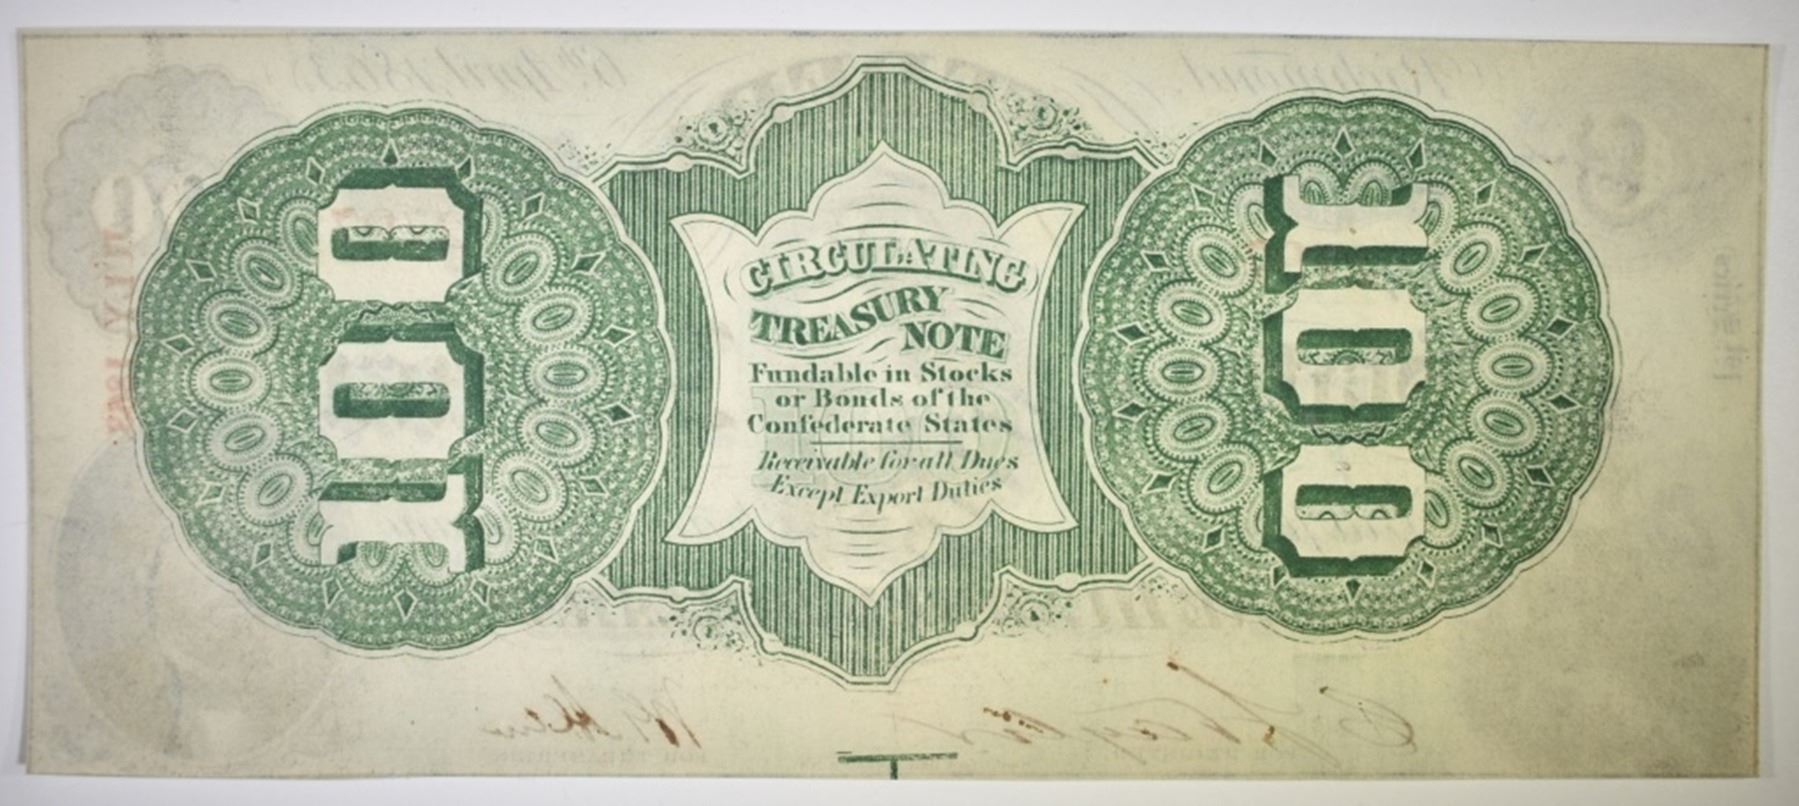 100
CIRCULATING
TREASURY
NOTE
Fundable in Stocks
or Bonds of the
Confederate States
Receivable for all Dues
Except Export Duties
100